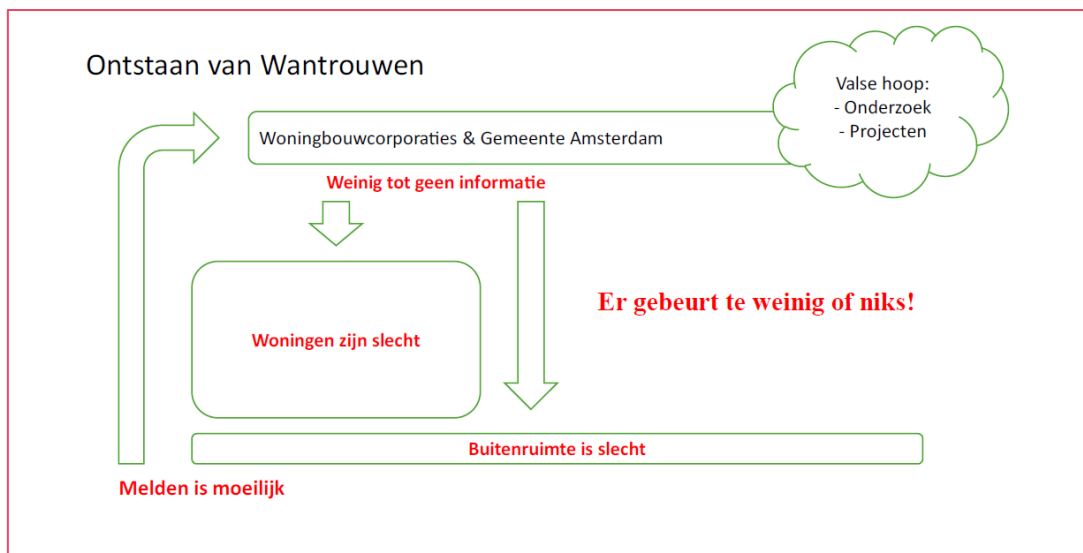 Ontstaan van Wantrouwen
Valse hoop:
- Onderzoek
- Projecten
Woningbouwcorporaties & Gemeente Amsterdam
Weinig tot geen informatie
Er gebeurt te weinig of niks!
Woningen zijn slecht
Buitenruimte is slecht
Melden is moeilijk